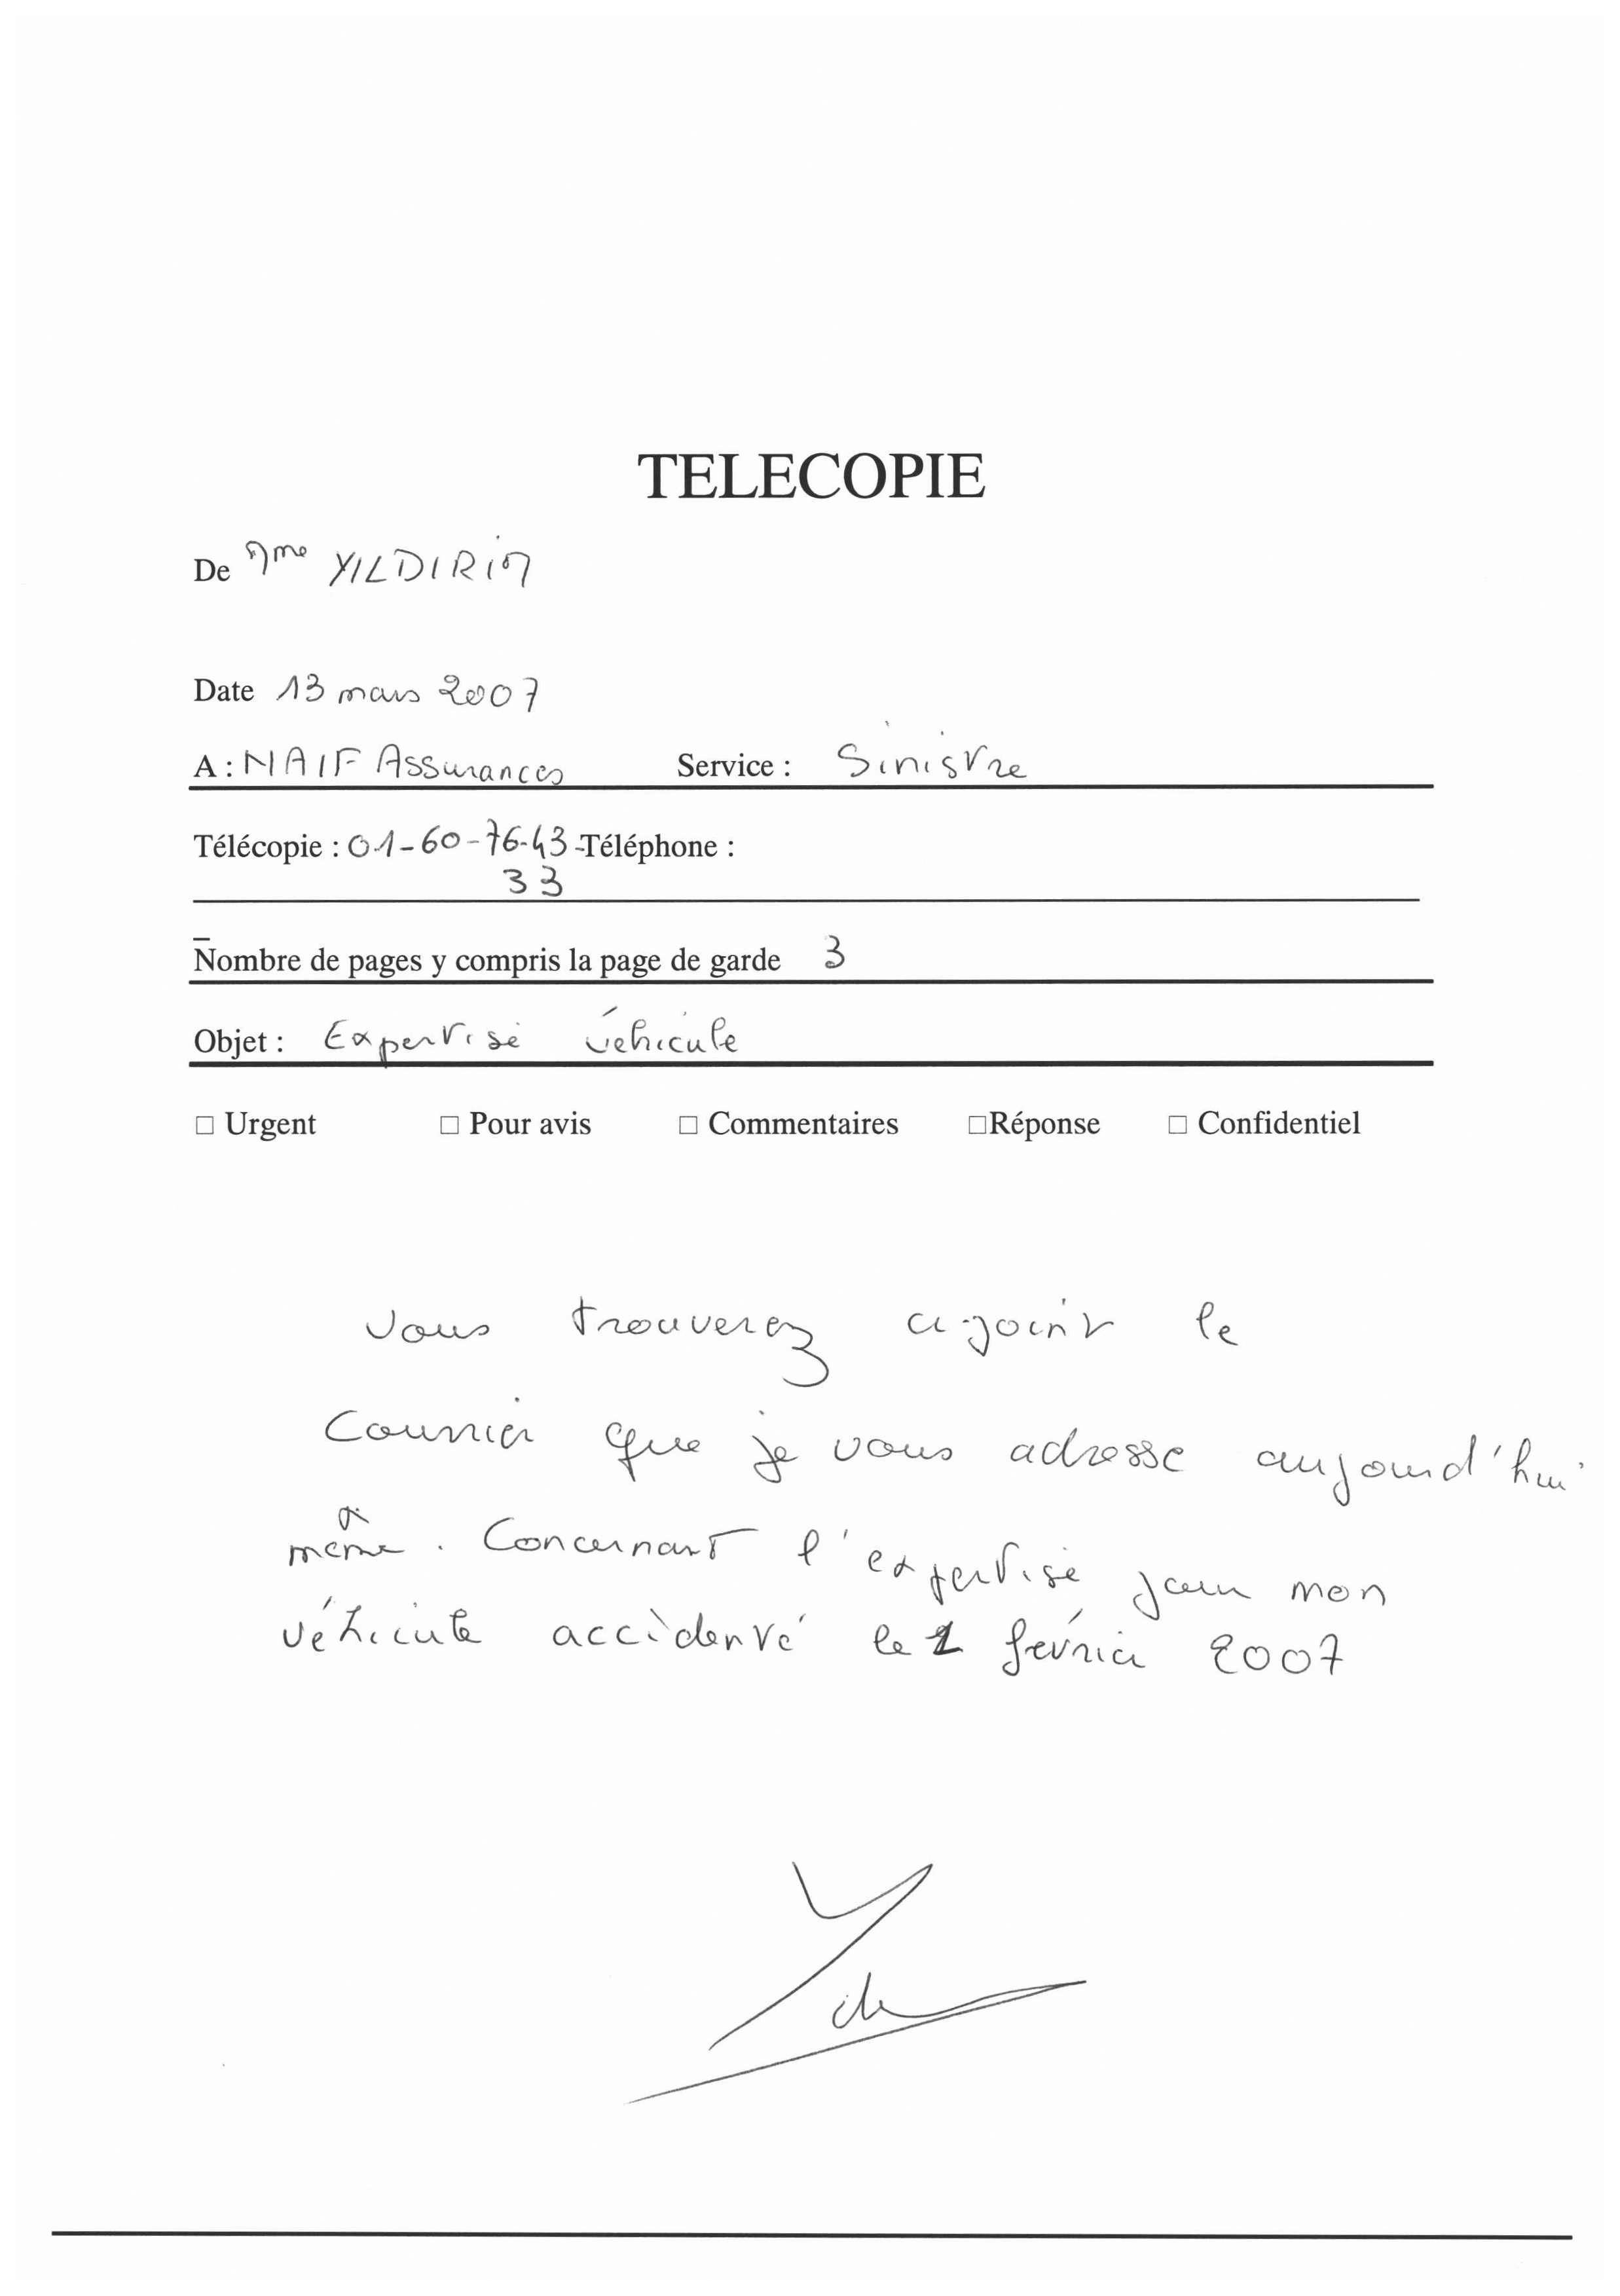 TELECOPIE
De Mme YILDIRIM
Date 13 mars 2007
A : MAIF Assurances Service : Sinistre
Télécopie : 01-60-76-43- Téléphone :
33
Nombre de pages y compris la page de garde 3
Objet : Expertise véhicule
□ Urgent □ Pour avis □ Commentaires □Réponse □ Confidentiel
Vous trouverez ci-joint le
Courrier que je vous adresse aujourd'hui
même. Concernant l'expertise pour mon
véhicule accidenté le 1 février 2007